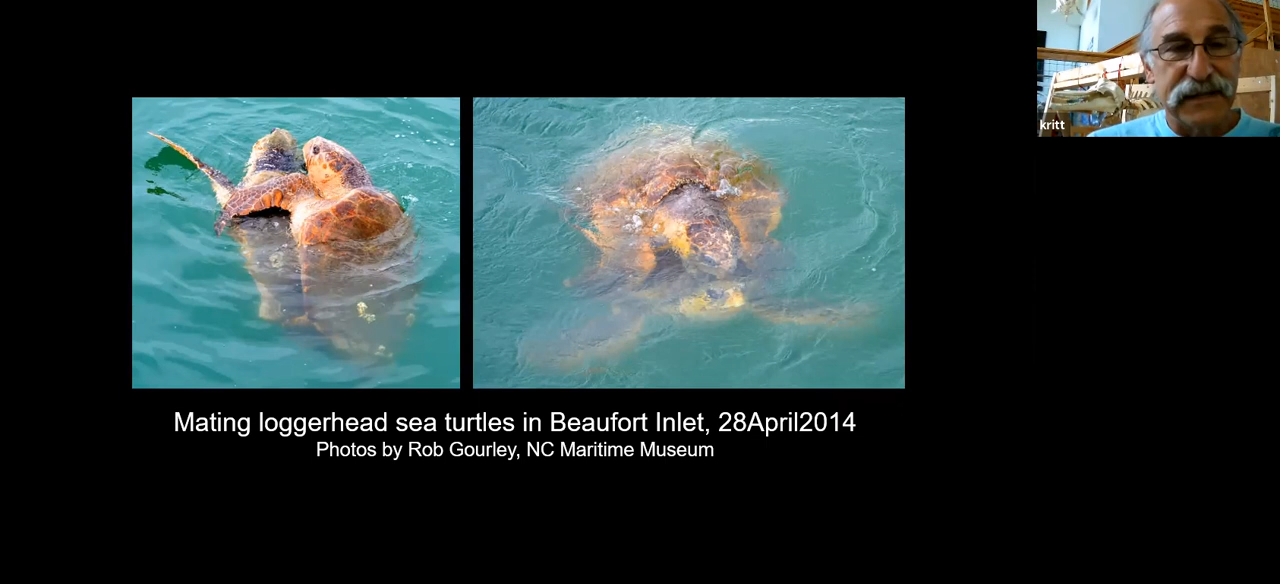 kritt
Mating loggerhead sea turtles in Beaufort Inlet, 28April2014
Photos by Rob Gourley, NC Maritime Museum